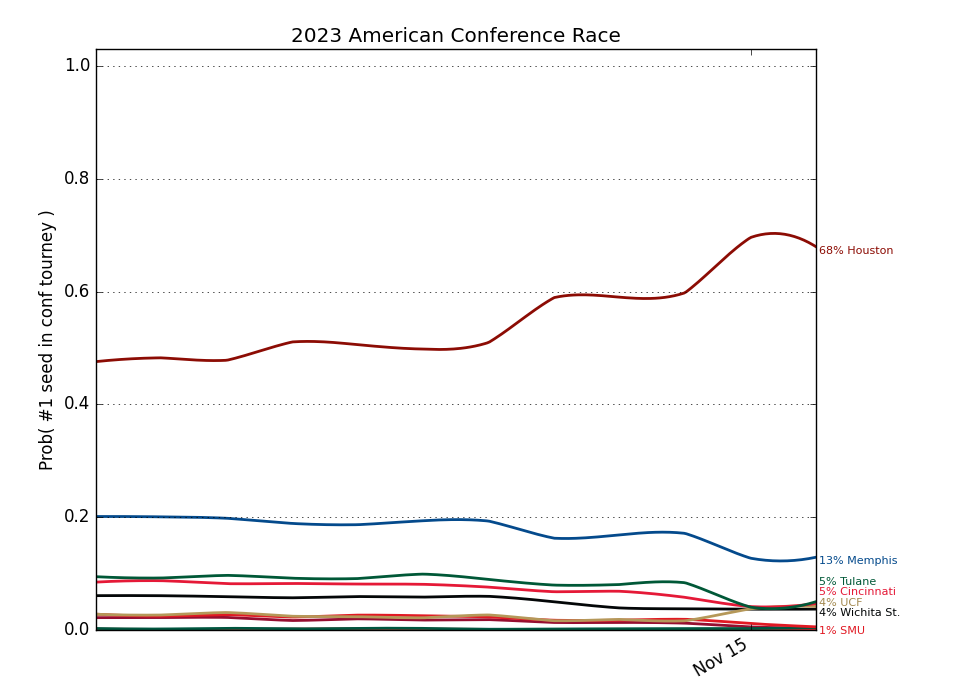 2023 American Conference Race
Prob( #1 seed in conf tourney )
1.0
0.8
0.6
0.4
0.2
0.0
68% Houston
13% Memphis
5% Tulane
5% Cincinnati
4% UCF
4% Wichita St.
1% SMU
Nov 15